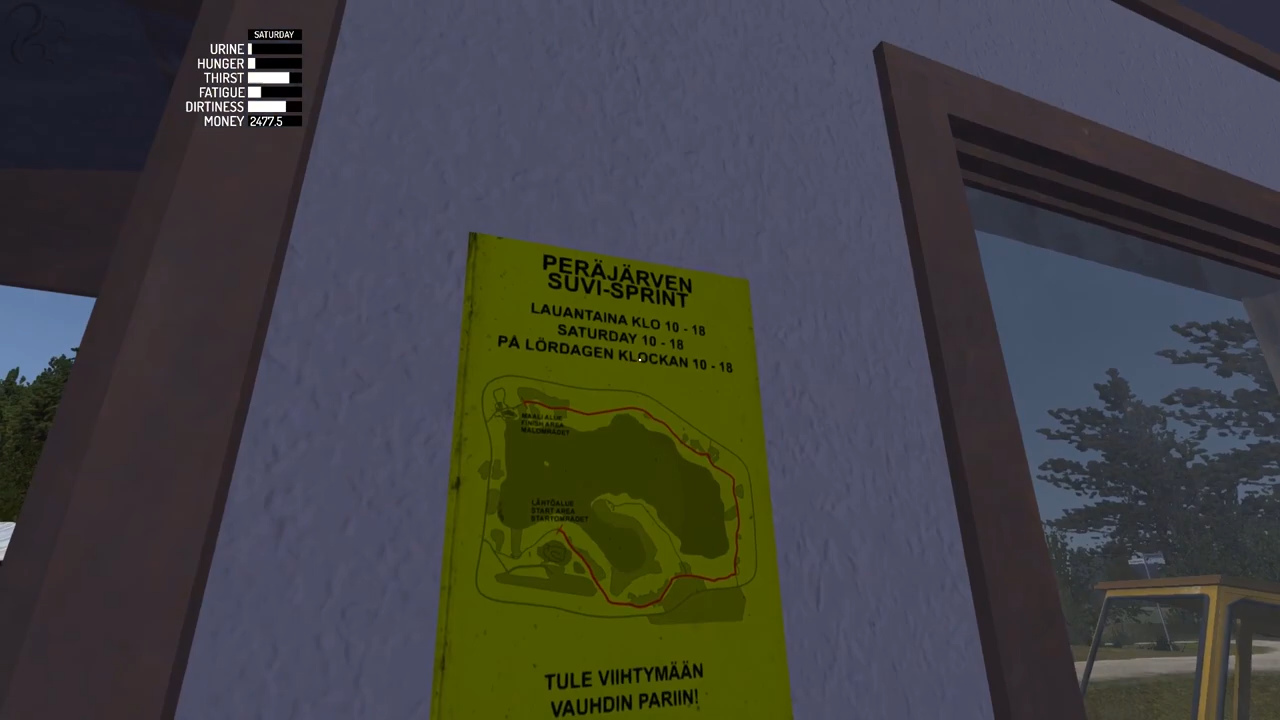 SATURDAY
URINE
HUNGER
THIRST
FATIGUE
DIRTINESS
MONEY 2477.5
PERÄJÄRVEN
SUVI-SPRINT
LAUANTAINA KLO 10 - 18
SATURDAY 10 - 18
PÅ LÖRDAGEN KLOCKAN 10 - 18
MAALIALUE
FINISH AREA
MÅLOMRÅDET
LÄHTÖALUE
START AREA
STARTOMRÅDET
TULE VIIHTYMÄÄN
VAUHDIN PARIIN!